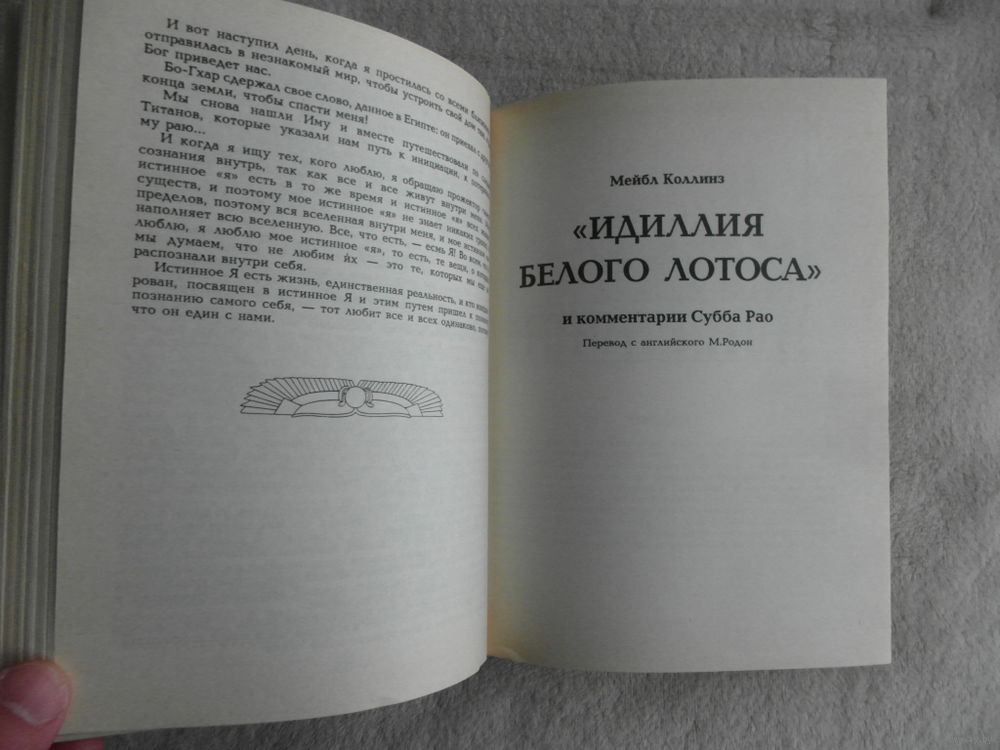 И вот наступил день, когда я простилась со всеми
отправилась в незнакомый мир, чтобы устроить свой дом там,
Бог приведет нас.
Бо-Гхар сдержал свое слово, данное в Египте: он приехал с
конца земли, чтобы спасти меня!
Мы снова нашли Иму и вместе путешествовали по
Титанов, которые указали нам путь к инициации, к
му раю...
И когда я ищу тех, кого люблю, я обращаю прожектор
сознания внутрь, так как все и все живут внутри меня.
истинное «я» есть в то же время и истинное «я» всех
существ, и поэтому мое истинное «я» не знает никаких
пределов, поэтому вся вселенная внутри меня, и мое истинное
наполняет всю вселенную. Все, что есть, — есмь Я! Во всем,
люблю, я люблю мое истинное «я», то есть, те вещи, о
мы думаем, что не любим их — это те, которых мы еще
распознали внутри себя.
Истинное Я есть жизнь, единственная реальность, и кто
рован, посвящен в истинное Я и этим путем пришел к
познанию самого себя, — тот любит все и всех одинаково,
что он един с нами.
Мейбл Коллинз
«ИДИЛЛИЯ
БЕЛОГО ЛОТОСА»
и комментарии Субба Рао
Перевод с английского М.Родон